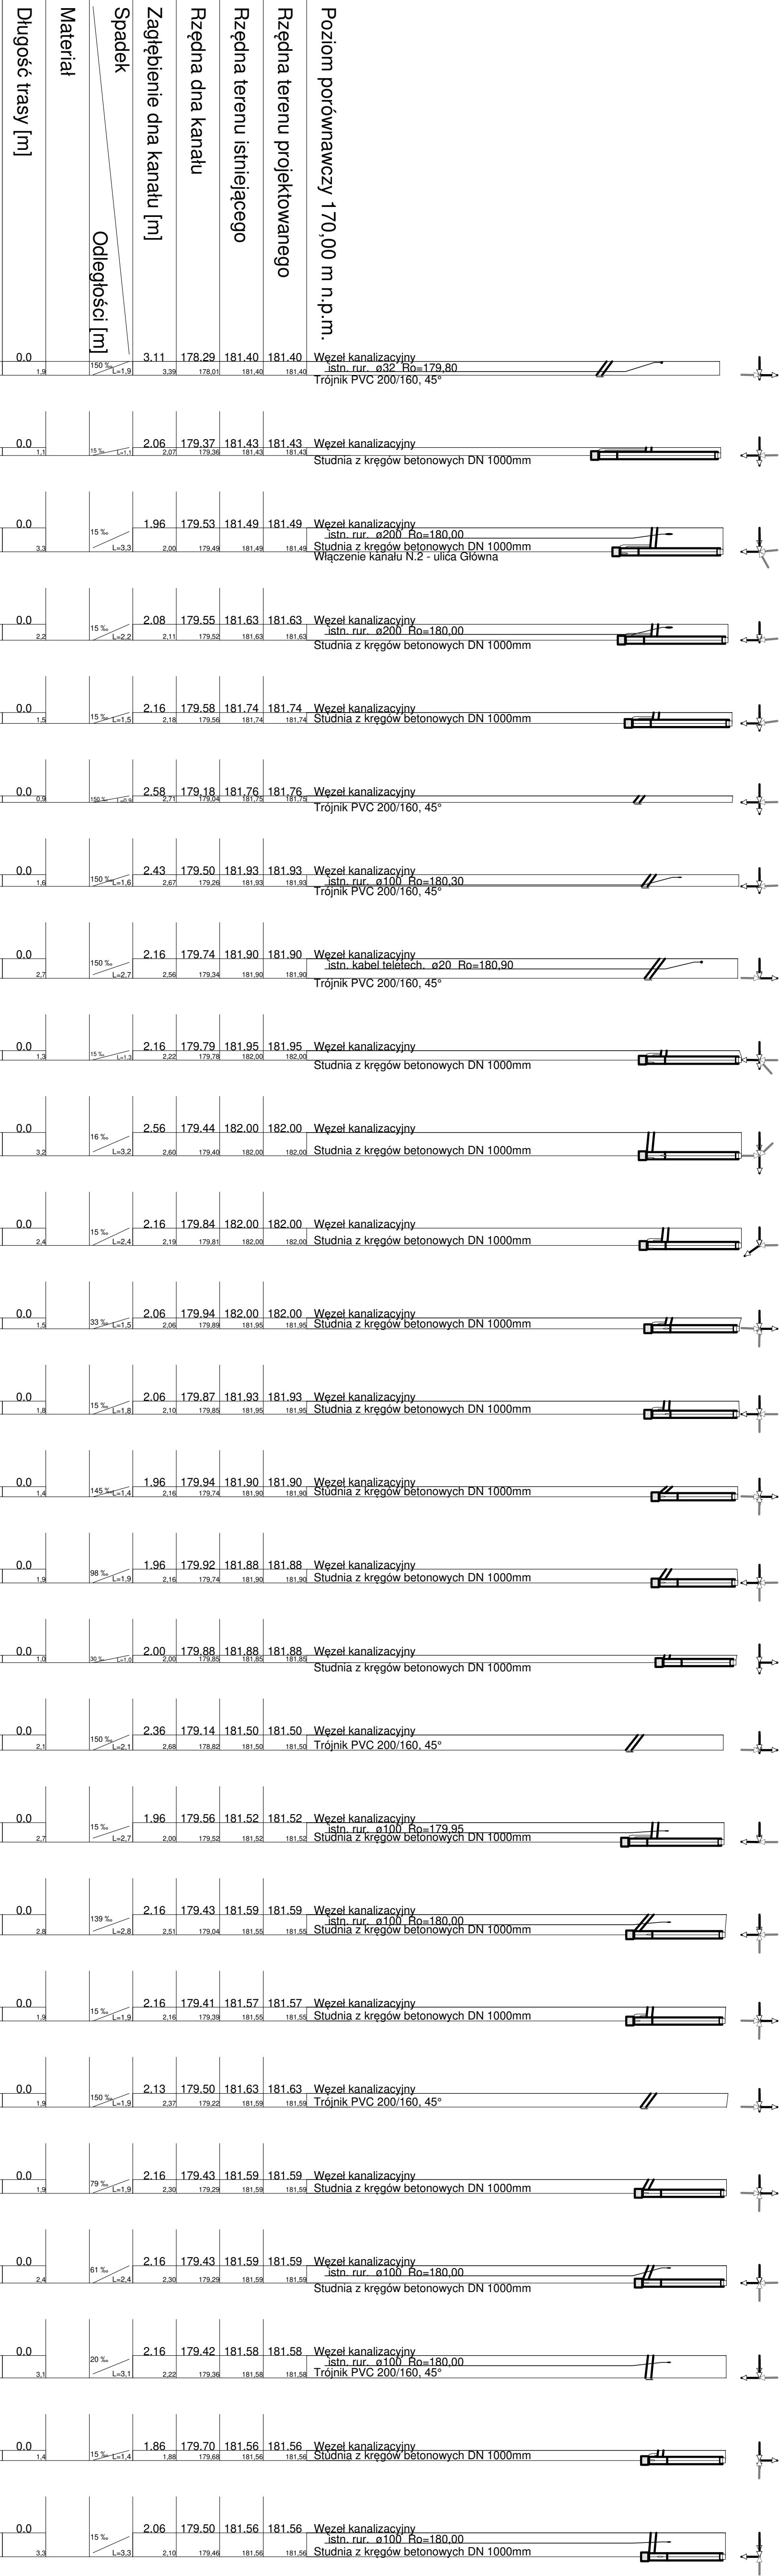 Poziom porównawczy 170,00 m n.p.m.
Rzędna terenu projektowanego
Rzędna terenu istniejącego
Rzędna dna kanału
Zagłębienie dna kanału [m]
Spadek
Odległości [m]
Materiał
Długość trasy [m]
0.0 3.11 178.29 181.40 181.40 Węzeł kanalizacyjny
150 ‰ istn. rur. ø32 Ro=179,80
1,9 L=1,9 3,39 178,01 181,40 181,40 Trójnik PVC 200/160, 45°
0.0 2.06 179.37 181.43 181.43 Węzeł kanalizacyjny
15 ‰
1,1 L=1,1 2,07 179,36 181,43 181,43 Studnia z kręgów betonowych DN 1000mm
0.0 1.96 179.53 181.49 181.49 Węzeł kanalizacyjny
15 ‰ istn. rur. ø200 Ro=180,00
3,3 L=3,3 2,00 179,49 181,49 181,49 Studnia z kręgów betonowych DN 1000mm
Włączenie kanału N.2 - ulica Główna
0.0 2.08 179.55 181.63 181.63 Węzeł kanalizacyjny
15 ‰ istn. rur. ø200 Ro=180,00
2,2 L=2,2 2,11 179,52 181,63 181,63 Studnia z kręgów betonowych DN 1000mm
0.0 2.16 179.58 181.74 181.74 Węzeł kanalizacyjny
15 ‰
1,5 L=1,5 2,18 179,56 181,74 181,74 Studnia z kręgów betonowych DN 1000mm
0.0 2.58 179.18 181.76 181.76 Węzeł kanalizacyjny
150 ‰
0,9 L=0,9 2,71 179,04 181,75 181,75 Trójnik PVC 200/160, 45°
0.0 2.43 179.50 181.93 181.93 Węzeł kanalizacyjny
150 ‰ istn. rur. ø100 Ro=180,30
1,6 L=1,6 2,67 179,26 181,93 181,93 Trójnik PVC 200/160, 45°
0.0 2.16 179.74 181.90 181.90 Węzeł kanalizacyjny
150 ‰ istn. kabel teletech. ø20 Ro=180,90
2,7 L=2,7 2,56 179,34 181,90 181,90 Trójnik PVC 200/160, 45°
0.0 2.16 179.79 181.95 181.95 Węzeł kanalizacyjny
15 ‰
1,3 L=1,3 2,22 179,78 182,00 182,00 Studnia z kręgów betonowych DN 1000mm
0.0 2.56 179.44 182.00 182.00 Węzeł kanalizacyjny
16 ‰
3,2 L=3,2 2,60 179,40 182,00 182,00 Studnia z kręgów betonowych DN 1000mm
0.0 2.16 179.84 182.00 182.00 Węzeł kanalizacyjny
15 ‰
2,4 L=2,4 2,19 179,81 182,00 182,00 Studnia z kręgów betonowych DN 1000mm
0.0 2.06 179.94 182.00 182.00 Węzeł kanalizacyjny
33 ‰
1,5 L=1,5 2,06 179,89 181,95 181,95 Studnia z kręgów betonowych DN 1000mm
0.0 2.06 179.87 181.93 181.93 Węzeł kanalizacyjny
15 ‰
1,8 L=1,8 2,10 179,85 181,95 181,95 Studnia z kręgów betonowych DN 1000mm
0.0 1.96 179.94 181.90 181.90 Węzeł kanalizacyjny
145 ‰
1,4 L=1,4 2,16 179,74 181,90 181,90 Studnia z kręgów betonowych DN 1000mm
0.0 1.96 179.92 181.88 181.88 Węzeł kanalizacyjny
98 ‰
1,9 L=1,9 2,16 179,74 181,90 181,90 Studnia z kręgów betonowych DN 1000mm
0.0 2.00 179.88 181.88 181.88 Węzeł kanalizacyjny
30 ‰
1,0 L=1,0 2,00 179,85 181,85 181,85 Studnia z kręgów betonowych DN 1000mm
0.0 2.36 179.14 181.50 181.50 Węzeł kanalizacyjny
150 ‰
2,1 L=2,1 2,68 178,82 181,50 181,50 Trójnik PVC 200/160, 45°
0.0 1.96 179.56 181.52 181.52 Węzeł kanalizacyjny
15 ‰ istn. rur. ø100 Ro=179,95
2,7 L=2,7 2,00 179,52 181,52 181,52 Studnia z kręgów betonowych DN 1000mm
0.0 2.16 179.43 181.59 181.59 Węzeł kanalizacyjny
139 ‰ istn. rur. ø100 Ro=180,00
2,8 L=2,8 2,51 179,04 181,55 181,55 Studnia z kręgów betonowych DN 1000mm
0.0 2.16 179.41 181.57 181.57 Węzeł kanalizacyjny
15 ‰
1,9 L=1,9 2,16 179,39 181,55 181,55 Studnia z kręgów betonowych DN 1000mm
0.0 2.13 179.50 181.63 181.63 Węzeł kanalizacyjny
150 ‰
1,9 L=1,9 2,37 179,22 181,59 181,59 Trójnik PVC 200/160, 45°
0.0 2.16 179.43 181.59 181.59 Węzeł kanalizacyjny
79 ‰
1,9 L=1,9 2,30 179,29 181,59 181,59 Studnia z kręgów betonowych DN 1000mm
0.0 2.16 179.43 181.59 181.59 Węzeł kanalizacyjny
61 ‰ istn. rur. ø100 Ro=180,00
2,4 L=2,4 2,30 179,29 181,59 181,59 Studnia z kręgów betonowych DN 1000mm
0.0 2.16 179.42 181.58 181.58 Węzeł kanalizacyjny
20 ‰ istn. rur. ø100 Ro=180,00
3,1 L=3,1 2,22 179,36 181,58 181,58 Trójnik PVC 200/160, 45°
0.0 1.86 179.70 181.56 181.56 Węzeł kanalizacyjny
15 ‰
1,4 L=1,4 1,88 179,68 181,56 181,56 Studnia z kręgów betonowych DN 1000mm
0.0 2.06 179.50 181.56 181.56 Węzeł kanalizacyjny
15 ‰ istn. rur. ø100 Ro=180,00
3,3 L=3,3 2,10 179,46 181,56 181,56 Studnia z kręgów betonowych DN 1000mm